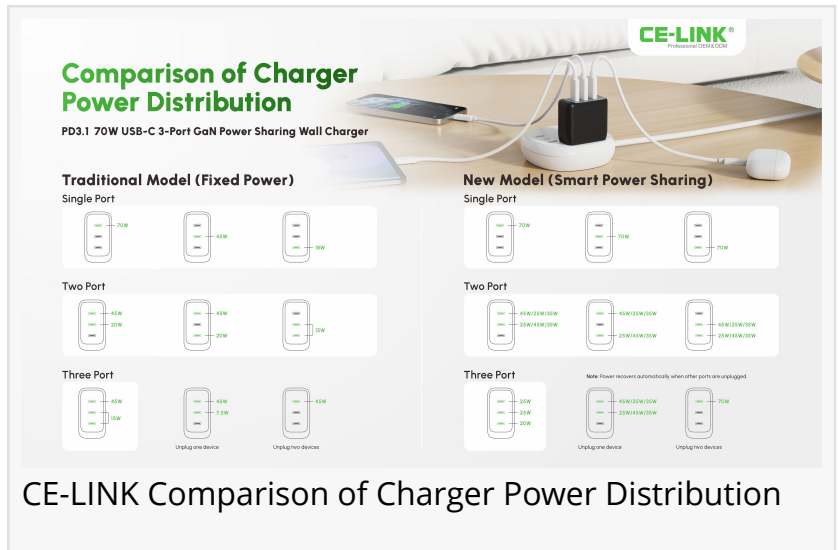 CE-LINK®
Professional OEM&ODM
Comparison of Charger
Power Distribution
PD3.1 70W USB-C 3-Port GaN Power Sharing Wall Charger
Traditional Model (Fixed Power)
Single Port
70W
45W
18W
Two Port
45W
20W
45W
20W
15W
Three Port
45W
15W
45W
7.5W
Unplug one device
45W
Unplug two devices
New Model (Smart Power Sharing)
Single Port
70W
70W
70W
Two Port
45W/25W/35W
25W/45W/35W
45W/25W/35W
25W/45W/35W
45W/25W/35W
25W/45W/35W
Three Port
Note: Power recovers automatically when other ports are unplugged.
25W
25W
20W
45W/25W/35W
25W/45W/35W
Unplug one device
70W
Unplug two devices
CE-LINK Comparison of Charger Power Distribution